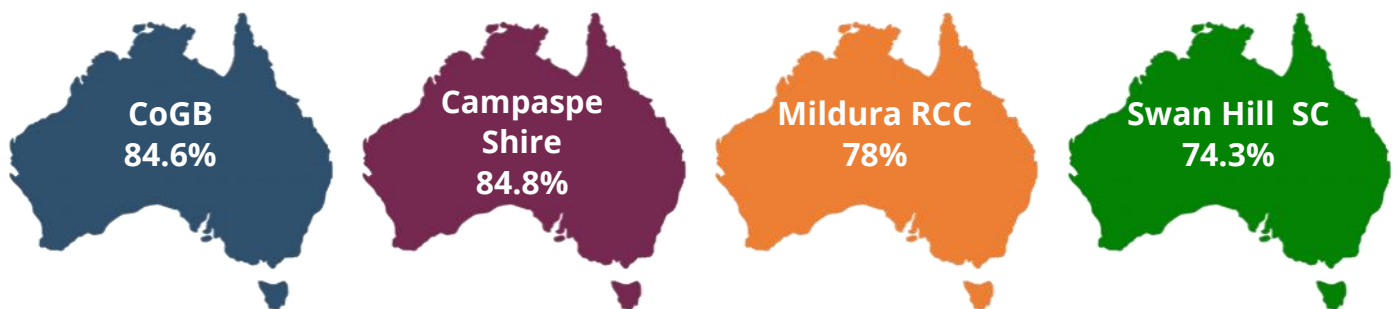 CoGB
84.6%
Campaspe
Shire
84.8%
Mildura RCC
78%
Swan Hill  SC
74.3%